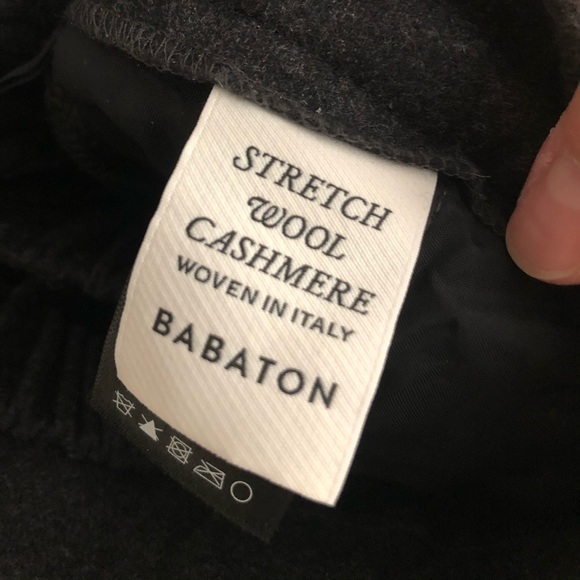 STRETCH
WOOL
CASHMERE
WOVEN IN ITALY
BABATON